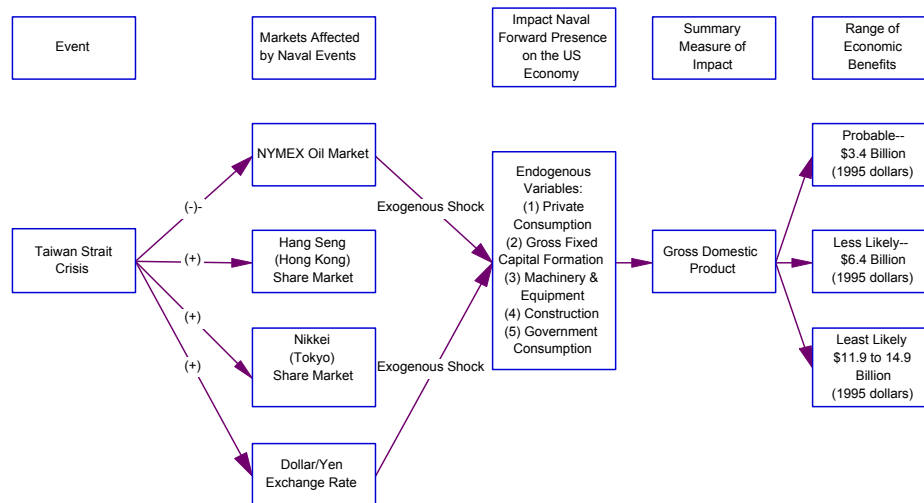 Event
Markets Affected
by Naval Events
Impact Naval
Forward Presence
on the US
Economy
Summary
Measure of
Impact
Range of
Economic
Benefits
Taiwan Strait
Crisis
(-)-
(+)
(+)
(+)
NYMEX Oil Market
Hang Seng
(Hong Kong)
Share Market
Nikkei
(Tokyo)
Share Market
Dollar/Yen
Exchange Rate
Exogenous Shock
Exogenous Shock
Endogenous
Variables:
(1) Private
Consumption
(2) Gross Fixed
Capital Formation
(3) Machinery &
Equipment
(4) Construction
(5) Government
Consumption
Gross Domestic
Product
Probable--
$3.4 Billion
(1995 dollars)
Less Likely--
$6.4 Billion
(1995 dollars)
Least Likely
$11.9 to 14.9
Billion
(1995 dollars)